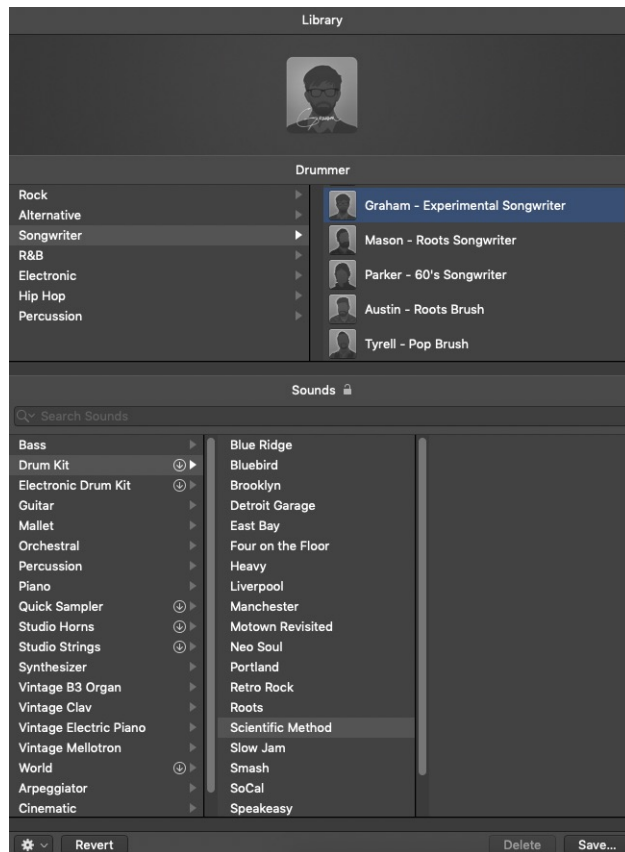 Library
Drummer
Rock
Alternative
Songwriter
R&B
Electronic
Hip Hop
Percussion
Graham - Experimental Songwriter
Mason - Roots Songwriter
Parker - 60's Songwriter
Austin - Roots Brush
Tyrell - Pop Brush
Sounds
Search Sounds
Bass
Drum Kit
Electronic Drum Kit
Guitar
Mallet
Orchestral
Percussion
Piano
Quick Sampler
Studio Horns
Studio Strings
Synthesizer
Vintage B3 Organ
Vintage Clav
Vintage Electric Piano
Vintage Mellotron
World
Arpeggiator
Cinematic
Blue Ridge
Bluebird
Brooklyn
Detroit Garage
East Bay
Four on the Floor
Heavy
Liverpool
Manchester
Motown Revisited
Neo Soul
Portland
Retro Rock
Roots
Scientific Method
Slow Jam
Smash
SoCal
Speakeasy
Revert
Delete
Save...